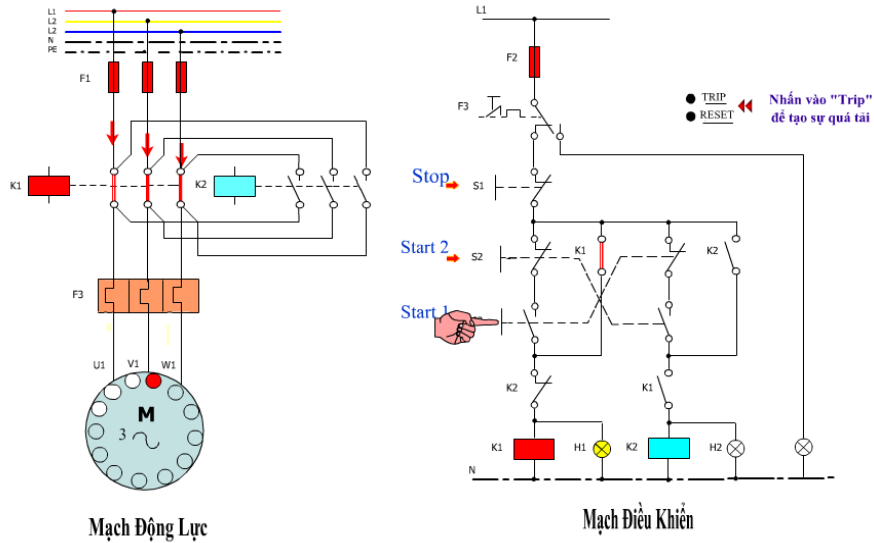 L1
L2
L2
N
PE
F1
K1
K2
F3
U1
V1
W1
M
3
Mạch Động Lực
L1
F2
F3
TRIP
RESET
Nhấn vào "Trip"
để tạo sự quá tải
Stop
S1
Start 2
S2
K1
K2
Start 1
K2
K1
K1
H1
K2
H2
N
Mạch Điều Khiển